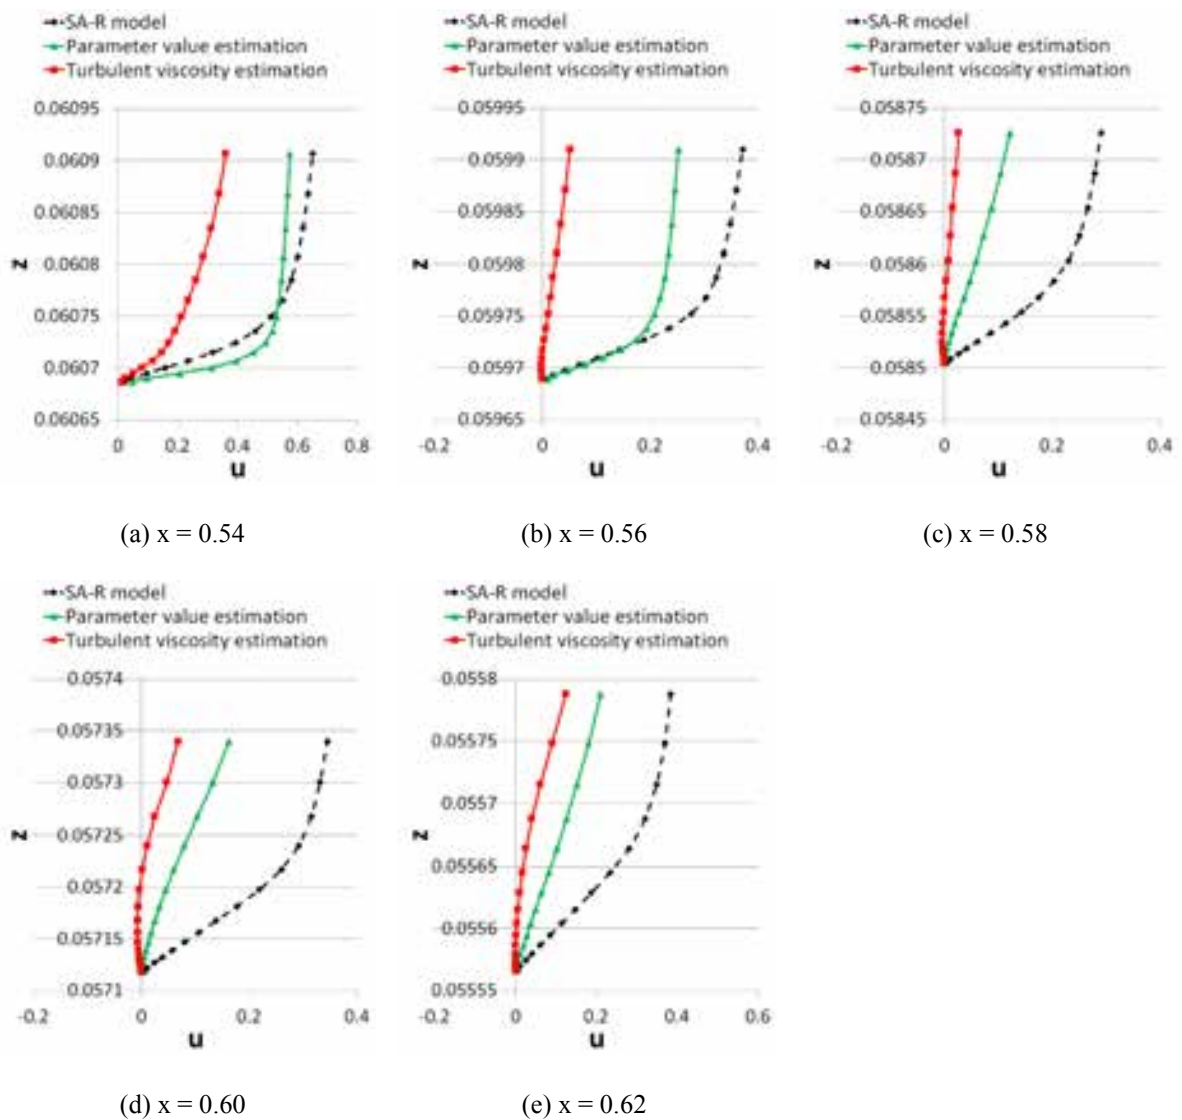 SA-R model
Parameter value estimation
Turbulent viscosity estimation
0.06095
0.0609
0.06085
0.0608
0.06075
0.0607
0.06065
z
0 0.2 0.4 0.6 0.8
u
(a) x = 0.54
SA-R model
Parameter value estimation
Turbulent viscosity estimation
0.05995
0.0599
0.05985
0.0598
0.05975
0.0597
0.05965
z
-0.2 0 0.2 0.4
u
(b) x = 0.56
SA-R model
Parameter value estimation
Turbulent viscosity estimation
0.05875
0.0587
0.05865
0.0586
0.05855
0.0585
0.05845
z
-0.2 0 0.2 0.4
u
(c) x = 0.58
SA-R model
Parameter value estimation
Turbulent viscosity estimation
0.0574
0.05735
0.0573
0.05725
0.0572
0.05715
0.0571
z
-0.2 0 0.2 0.4
u
(d) x = 0.60
SA-R model
Parameter value estimation
Turbulent viscosity estimation
0.0558
0.05575
0.0557
0.05565
0.0556
0.05555
z
-0.2 0 0.2 0.4 0.6
u
(e) x = 0.62